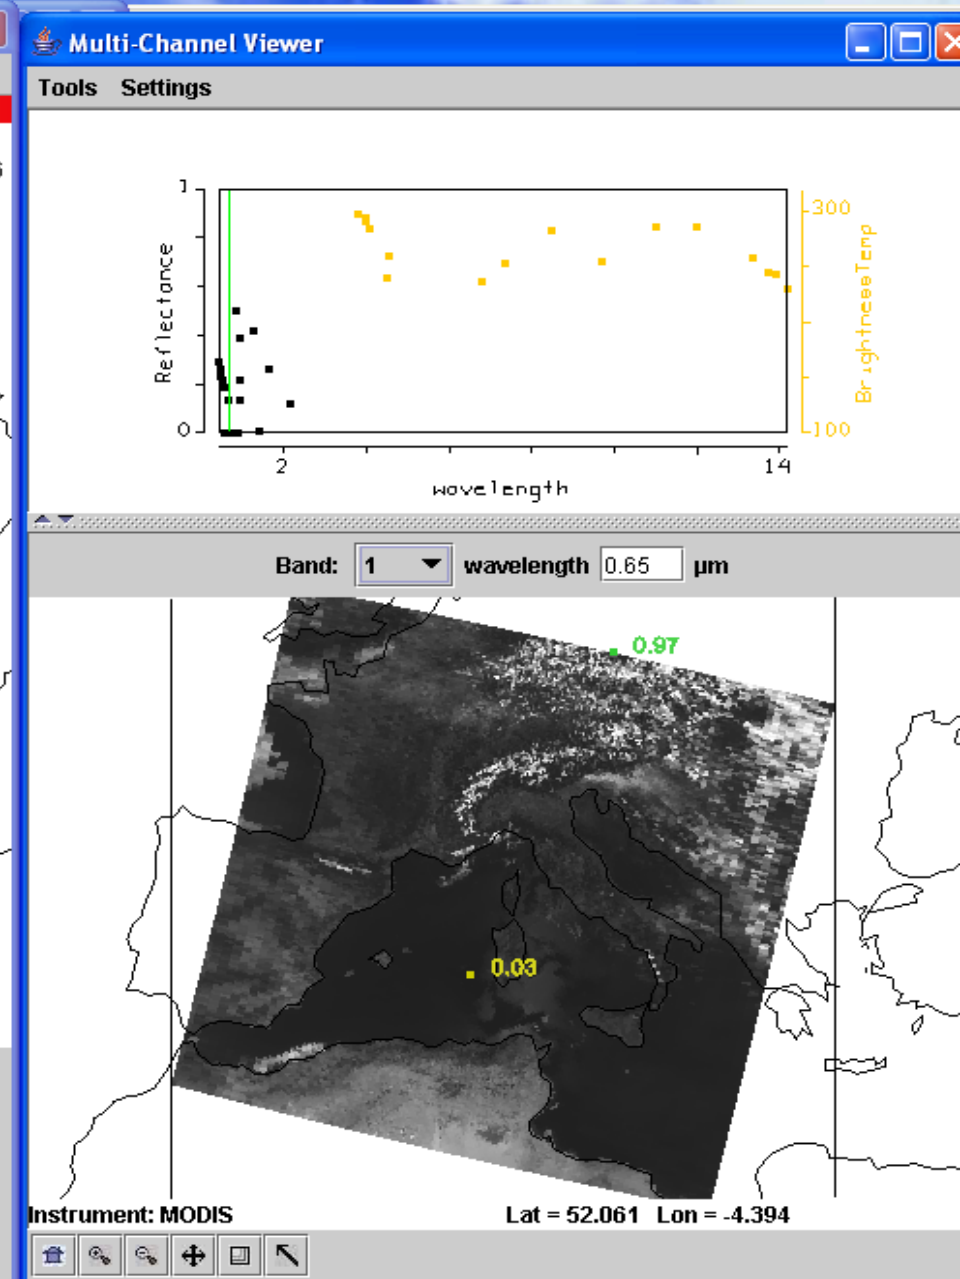 Multi-Channel Viewer
Tools Settings
1
300
Reflectance
BrightnessTemp
0
100
2
14
wavelength
Band: 1 wavelength 0.65 µm
0.97
0.03
Instrument: MODIS Lat = 52.061 Lon = -4.394